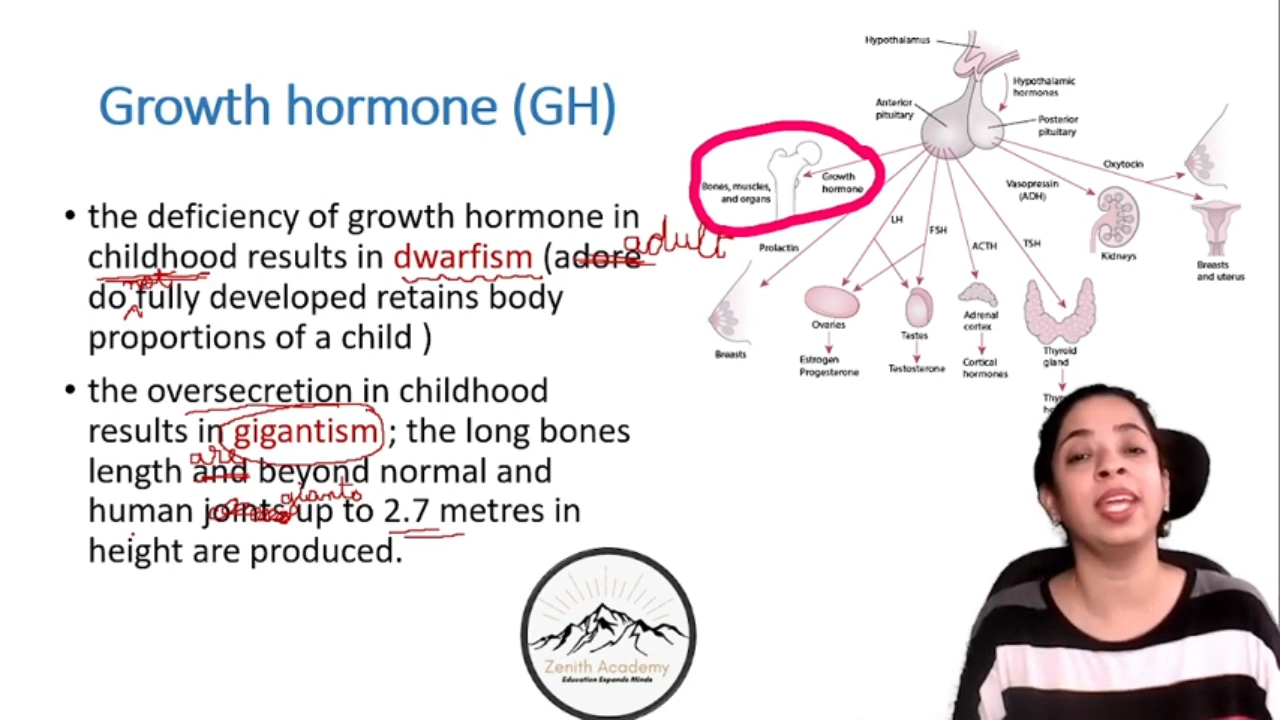 Growth hormone (GH)
• the deficiency of growth hormone in
adult
childhood results in dwarfism (adore
not
do fully developed retains body
proportions of a child )
• the oversecretion in childhood
results in gigantism ; the long bones
are
length and beyond normal and
giants
human joints up to 2.7 metres in
height are produced.
Hypothalamus
Hypothalamic
hormones
Anterior
pituitary
Posterior
pituitary
Bones, muscles,
and organs
Growth
hormone
Oxytocin
Vasopressin
(ADH)
LH
FSH
ACTH
TSH
Prolactin
Kidneys
Breasts
and uterus
Breasts
Ovaries
Estrogen
Progesterone
Testes
Testosterone
Adrenal
cortex
Cortical
hormones
Thyroid
gland
Zenith Academy
Education Expands Minds